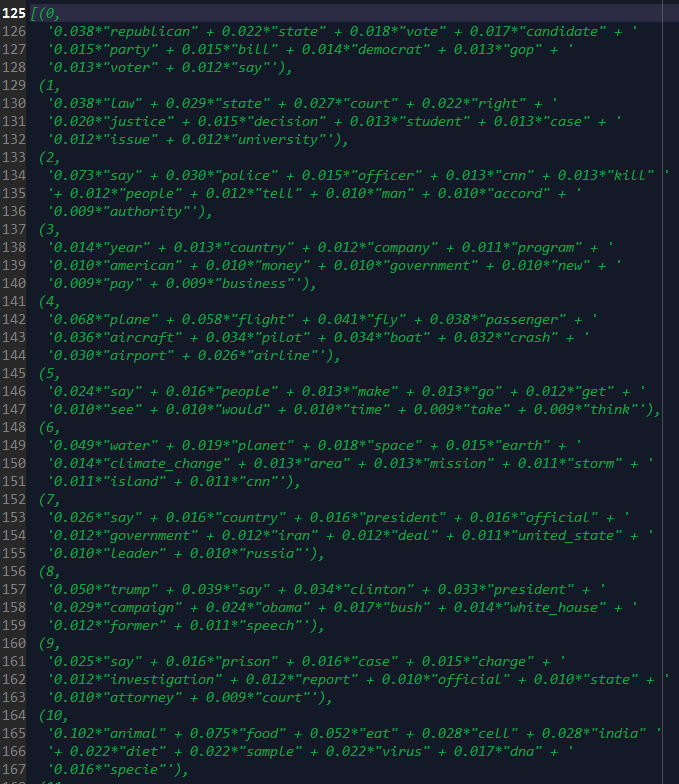 125 [(0,
126 '0.038*"republican" + 0.022*"state" + 0.018*"vote" + 0.017*"candidate" + '
127 '0.015*"party" + 0.015*"bill" + 0.014*"democrat" + 0.013*"gop" + '
128 '0.013*"voter" + 0.012*"say"'),
129 (1,
130 '0.038*"law" + 0.029*"state" + 0.027*"court" + 0.022*"right" + '
131 '0.020*"justice" + 0.015*"decision" + 0.013*"student" + 0.013*"case" + '
132 '0.012*"issue" + 0.012*"university"'),
133 (2,
134 '0.073*"say" + 0.030*"police" + 0.015*"officer" + 0.013*"cnn" + 0.013*"kill" '
135 '+ 0.012*"people" + 0.012*"tell" + 0.010*"man" + 0.010*"accord" + '
136 '0.009*"authority"'),
137 (3,
138 '0.014*"year" + 0.013*"country" + 0.012*"company" + 0.011*"program" + '
139 '0.010*"american" + 0.010*"money" + 0.010*"government" + 0.010*"new" + '
140 '0.009*"pay" + 0.009*"business"'),
141 (4,
142 '0.068*"plane" + 0.058*"flight" + 0.041*"fly" + 0.038*"passenger" + '
143 '0.036*"aircraft" + 0.034*"pilot" + 0.034*"boat" + 0.032*"crash" + '
144 '0.030*"airport" + 0.026*"airline"'),
145 (5,
146 '0.024*"say" + 0.016*"people" + 0.013*"make" + 0.013*"go" + 0.012*"get" + '
147 '0.010*"see" + 0.010*"would" + 0.010*"time" + 0.009*"take" + 0.009*"think"'),
148 (6,
149 '0.049*"water" + 0.019*"planet" + 0.018*"space" + 0.015*"earth" + '
150 '0.014*"climate_change" + 0.013*"area" + 0.013*"mission" + 0.011*"storm" + '
151 '0.011*"island" + 0.011*"cnn"'),
152 (7,
153 '0.026*"say" + 0.016*"country" + 0.016*"president" + 0.016*"official" + '
154 '0.012*"government" + 0.012*"iran" + 0.012*"deal" + 0.011*"united_state" + '
155 '0.010*"leader" + 0.010*"russia"'),
156 (8,
157 '0.050*"trump" + 0.039*"say" + 0.034*"clinton" + 0.033*"president" + '
158 '0.029*"campaign" + 0.024*"obama" + 0.017*"bush" + 0.014*"white_house" + '
159 '0.012*"former" + 0.011*"speech"'),
160 (9,
161 '0.025*"say" + 0.016*"prison" + 0.016*"case" + 0.015*"charge" + '
162 '0.012*"investigation" + 0.012*"report" + 0.010*"official" + 0.010*"state" + '
163 '0.010*"attorney" + 0.009*"court"'),
164 (10,
165 '0.102*"animal" + 0.075*"food" + 0.052*"eat" + 0.028*"cell" + 0.028*"india" '
166 '+ 0.022*"diet" + 0.022*"sample" + 0.022*"virus" + 0.017*"dna" + '
167 '0.016*"specie"'),